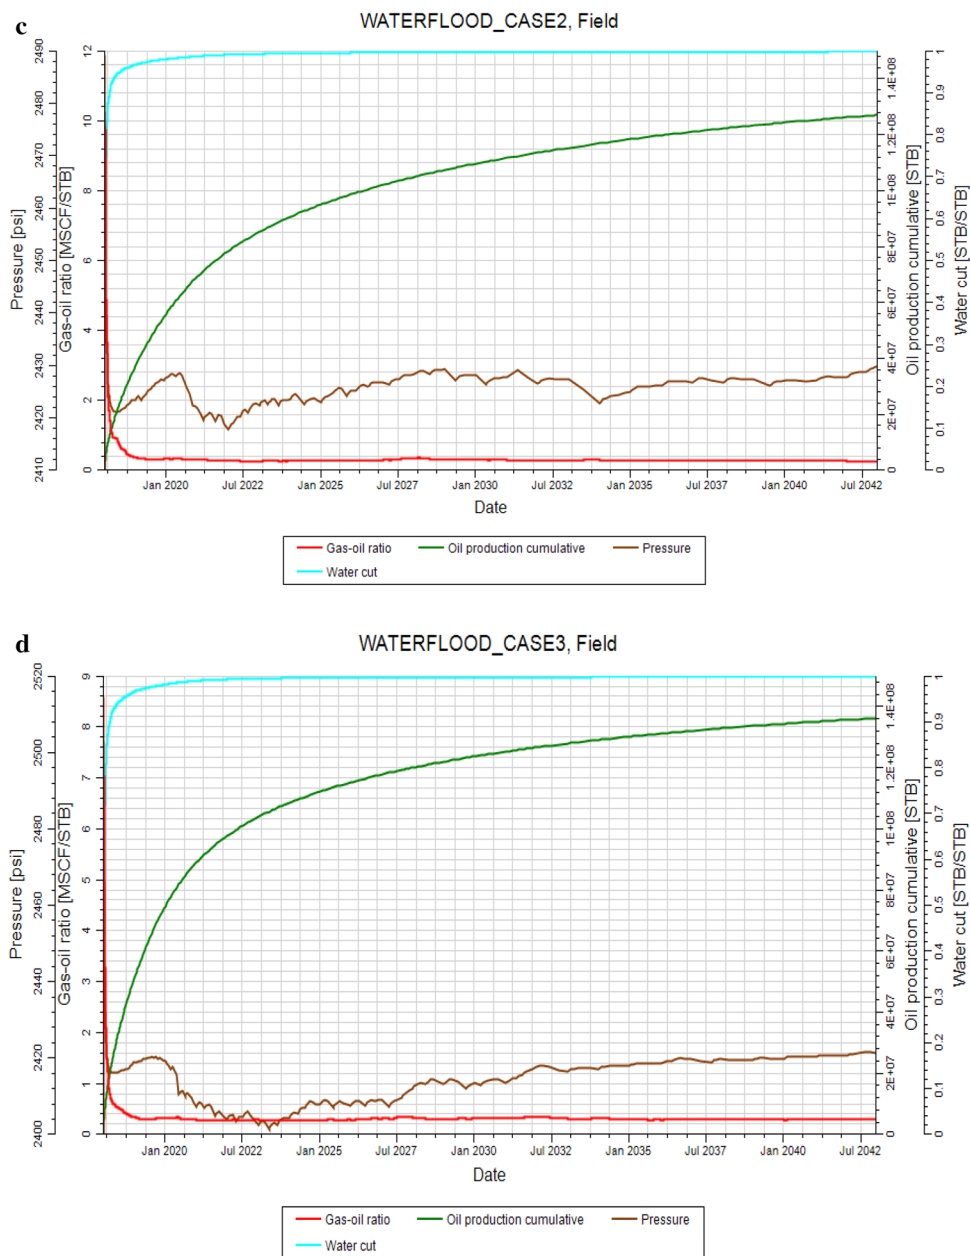 c
WATERFLOOD_CASE2, Field
Pressure [psi]
2410 2420 2430 2440 2450 2460 2470 2480 2490
Gas-oil ratio [MSCF/STB]
0 2 4 6 8 10 12
Oil production cumulative [STB]
0 2E+07 4E+07 6E+07 8E+07 1E+08 1.2E+08 1.4E+08
Water cut [STB/STB]
0 0.1 0.2 0.3 0.4 0.5 0.6 0.7 0.8 0.9 1
Jan 2020 Jul 2022 Jan 2025 Jul 2027 Jan 2030 Jul 2032 Jan 2035 Jul 2037 Jan 2040 Jul 2042
Date
Gas-oil ratio Oil production cumulative Pressure
Water cut
d
WATERFLOOD_CASE3, Field
Pressure [psi]
2400 2420 2440 2460 2480 2500 2520
Gas-oil ratio [MSCF/STB]
0 1 2 3 4 5 6 7 8 9
Oil production cumulative [STB]
0 2E+07 4E+07 6E+07 8E+07 1E+08 1.2E+08 1.4E+08
Water cut [STB/STB]
0 0.1 0.2 0.3 0.4 0.5 0.6 0.7 0.8 0.9 1
Jan 2020 Jul 2022 Jan 2025 Jul 2027 Jan 2030 Jul 2032 Jan 2035 Jul 2037 Jan 2040 Jul 2042
Date
Gas-oil ratio Oil production cumulative Pressure
Water cut